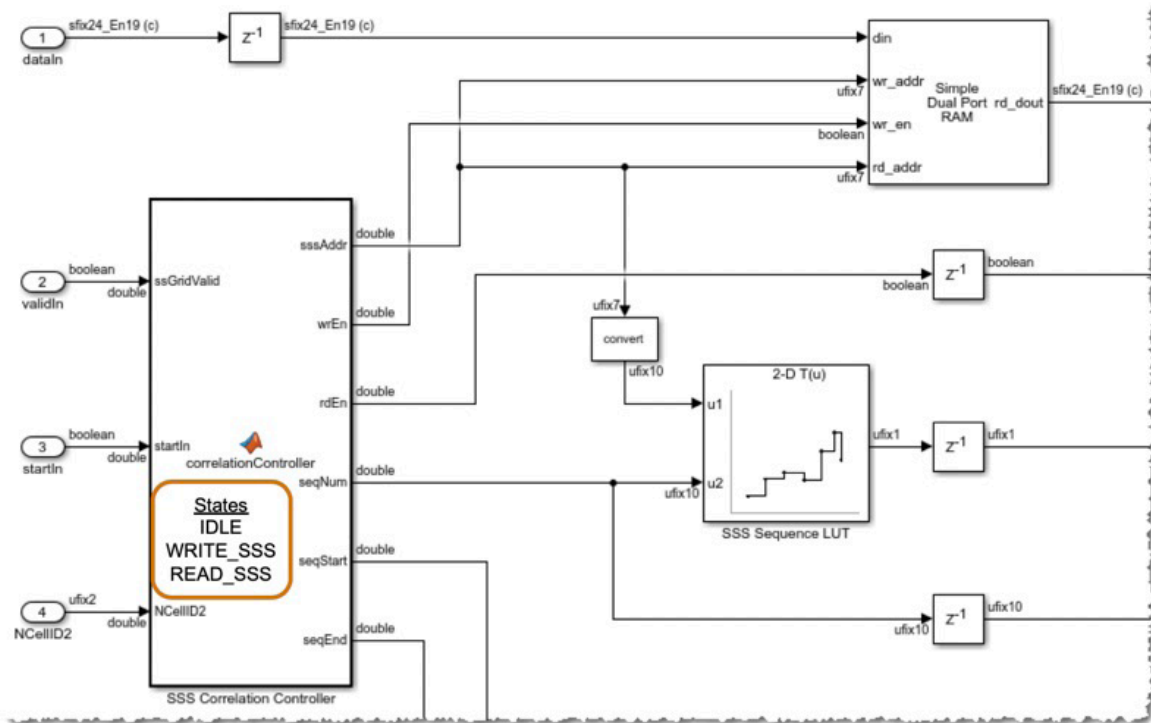 sfix24_En19 (c)
1
dataIn
z-1
sfix24_En19 (c)
din
wr_addr
ufix7
wr_en
boolean
rd_addr
ufix7
Simple
Dual Port
RAM
rd_dout
sfix24_En19 (c)
boolean
2
validIn
double
ssGridValid
boolean
3
startIn
double
startIn
ufix2
4
NCellID2
double
NCellID2
correlationController
States
IDLE
WRITE_SSS
READ_SSS
sssAddr
double
wrEn
double
rdEn
double
seqNum
double
seqStart
double
seqEnd
double
SSS Correlation Controller
ufix7
convert
ufix10
boolean
z-1
boolean
2-D T(u)
u1
u2
ufix10
SSS Sequence LUT
ufix1
z-1
ufix1
ufix10
z-1
ufix10